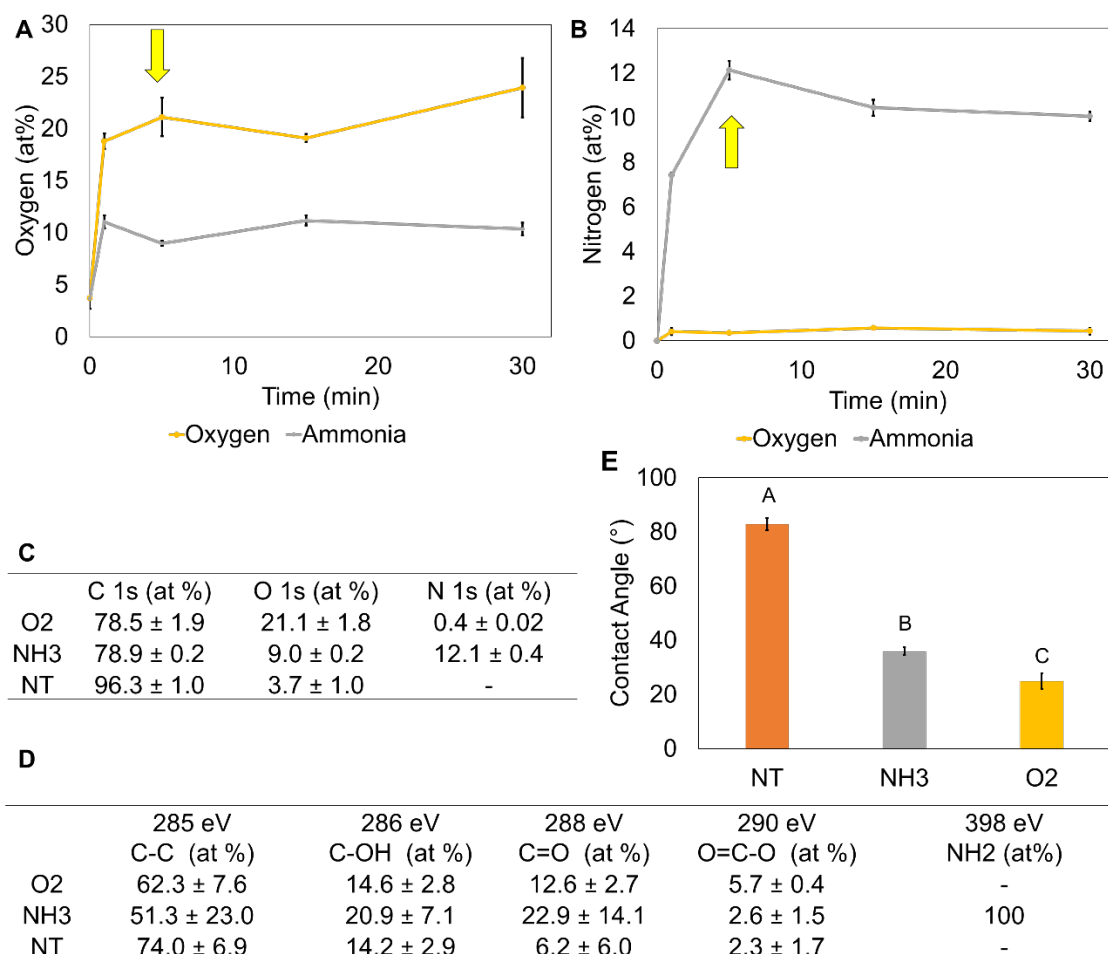 A
Oxygen (at%)
30
25
20
15
10
5
0
0 10 20 30
Time (min)
Oxygen Ammonia
B
Nitrogen (at%)
14
12
10
8
6
4
2
0
0 10 20 30
Time (min)
Oxygen Ammonia
C
C 1s (at %) O 1s (at %) N 1s (at %)
O2 78.5 ± 1.9 21.1 ± 1.8 0.4 ± 0.02
NH3 78.9 ± 0.2 9.0 ± 0.2 12.1 ± 0.4
NT 96.3 ± 1.0 3.7 ± 1.0 -
E
Contact Angle (°)
100
80
60
40
20
0
A
B
C
NT NH3 O2
D
285 eV 286 eV 288 eV 290 eV 398 eV
C-C (at %) C-OH (at %) C=O (at %) O=C-O (at %) NH2 (at%)
O2 62.3 ± 7.6 14.6 ± 2.8 12.6 ± 2.7 5.7 ± 0.4 -
NH3 51.3 ± 23.0 20.9 ± 7.1 22.9 ± 14.1 2.6 ± 1.5 100
NT 74.0 ± 6.9 14.2 ± 2.9 6.2 ± 6.0 2.3 ± 1.7 -